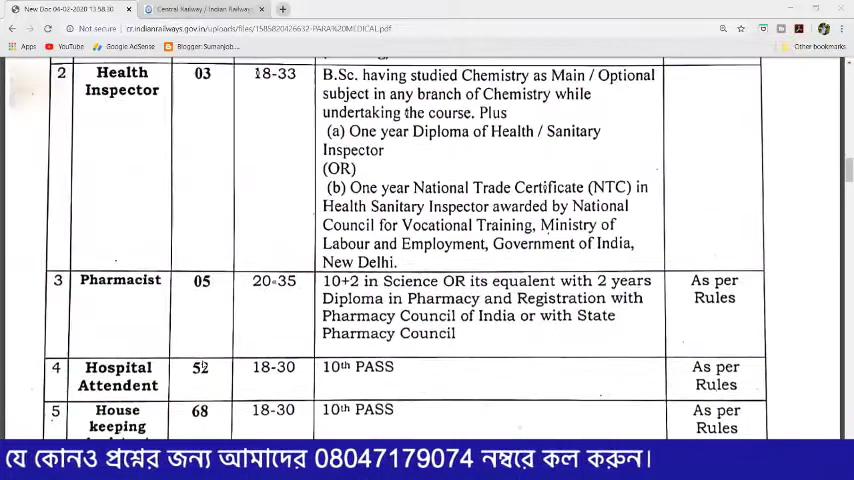 New Doc 04-02-2020 13.58.30
Central Railway / Indian Railways
Not secure | cr.indianrailways.gov.in/uploads/files/1585820426632-PARA%20MEDICAL.pdf
Apps YouTube Google AdSense Blogger: Sumanjob.... Other bookmarks
2 Health Inspector 03 18-33 B.Sc. having studied Chemistry as Main / Optional
subject in any branch of Chemistry while
undertaking the course. Plus
(a) One year Diploma of Health / Sanitary
Inspector
(OR)
(b) One year National Trade Certificate (NTC) in
Health Sanitary Inspector awarded by National
Council for Vocational Training, Ministry of
Labour and Employment, Government of India,
New Delhi.
3 Pharmacist 05 20-35 10+2 in Science OR its equalent with 2 years As per
Diploma in Pharmacy and Registration with Rules
Pharmacy Council of India or with State
Pharmacy Council
4 Hospital 52 18-30 10th PASS As per
Attendent Rules
5 House 68 18-30 10th PASS As per
keeping Rules
যে কোনও প্রশ্নের জন্য আমাদের 08047179074 নম্বরে কল করুন।